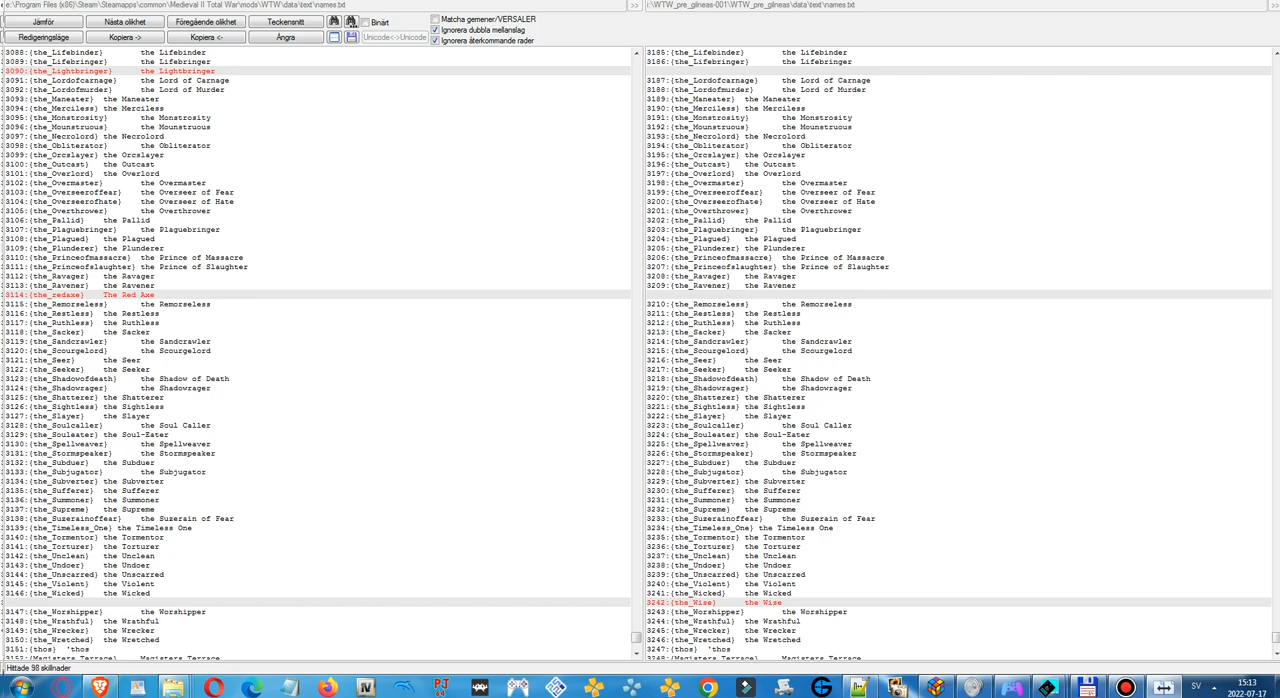 e:\Program Files (x86)\Steam\Steamapps\common\Medieval II Total War\mods\WTW\data\text\names.txt
>>
i:\WTW_pre_glineas-001\WTW_pre_glineas\data\text\names.txt
>>
Jämför
Nästa olikhet
Föregående olikhet
Teckensnitt
Binärt
Matcha gemener/VERSALER
Ignorera dubbla mellanslag
Redigeringsläge
Kopiera ->
Kopiera <-
Ångra
Unicode<->Unicode
Ignorera återkommande rader
3088:{the_Lifebinder} the Lifebinder
3089:{the_Lifebringer} the Lifebringer
3090:{the_Lightbringer} the Lightbringer
3091:{the_Lordofcarnage} the Lord of Carnage
3092:{the_Lordofmurder} the Lord of Murder
3093:{the_Maneater} the Maneater
3094:{the_Merciless} the Merciless
3095:{the_Monstrosity} the Monstrosity
3096:{the_Mounstruous} the Mounstruous
3097:{the_Necrolord} the Necrolord
3098:{the_Obliterator} the Obliterator
3099:{the_Orcslayer} the Orcslayer
3100:{the_Outcast} the Outcast
3101:{the_Overlord} the Overlord
3102:{the_Overmaster} the Overmaster
3103:{the_Overseeroffear} the Overseer of Fear
3104:{the_Overseerofhate} the Overseer of Hate
3105:{the_Overthrower} the Overthrower
3106:{the_Pallid} the Pallid
3107:{the_Plaguebringer} the Plaguebringer
3108:{the_Plagued} the Plagued
3109:{the_Plunderer} the Plunderer
3110:{the_Princeofmassacre} the Prince of Massacre
3111:{the_Princeofslaughter} the Prince of Slaughter
3112:{the_Ravager} the Ravager
3113:{the_Ravener} the Ravener
3114:{the_redaxe} The Red Axe
3115:{the_Remorseless} the Remorseless
3116:{the_Restless} the Restless
3117:{the_Ruthless} the Ruthless
3118:{the_Sacker} the Sacker
3119:{the_Sandcrawler} the Sandcrawler
3120:{the_Scourgelord} the Scourgelord
3121:{the_Seer} the Seer
3122:{the_Seeker} the Seeker
3123:{the_Shadowofdeath} the Shadow of Death
3124:{the_Shadowrager} the Shadowrager
3125:{the_Shatterer} the Shatterer
3126:{the_Sightless} the Sightless
3127:{the_Slayer} the Slayer
3128:{the_Soulcaller} the Soul Caller
3129:{the_Souleater} the Soul-Eater
3130:{the_Spellweaver} the Spellweaver
3131:{the_Stormspeaker} the Stormspeaker
3132:{the_Subduer} the Subduer
3133:{the_Subjugator} the Subjugator
3134:{the_Subverter} the Subverter
3135:{the_Sufferer} the Sufferer
3136:{the_Summoner} the Summoner
3137:{the_Supreme} the Supreme
3138:{the_Suzerainoffear} the Suzerain of Fear
3139:{the_Timeless_One} the Timeless One
3140:{the_Tormentor} the Tormentor
3141:{the_Torturer} the Torturer
3142:{the_Unclean} the Unclean
3143:{the_Undoer} the Undoer
3144:{the_Unscarred} the Unscarred
3145:{the_Violent} the Violent
3146:{the_Wicked} the Wicked
3147:{the_Worshipper} the Worshipper
3148:{the_Wrathful} the Wrathful
3149:{the_Wrecker} the Wrecker
3150:{the_Wretched} the Wretched
3151:{thos} 'thos
3152:{Magisters_Terrace} Magisters Terrace
3185:{the_Lifebinder} the Lifebinder
3186:{the_Lifebringer} the Lifebringer
3187:{the_Lordofcarnage} the Lord of Carnage
3188:{the_Lordofmurder} the Lord of Murder
3189:{the_Maneater} the Maneater
3190:{the_Merciless} the Merciless
3191:{the_Monstrosity} the Monstrosity
3192:{the_Mounstruous} the Mounstruous
3193:{the_Necrolord} the Necrolord
3194:{the_Obliterator} the Obliterator
3195:{the_Orcslayer} the Orcslayer
3196:{the_Outcast} the Outcast
3197:{the_Overlord} the Overlord
3198:{the_Overmaster} the Overmaster
3199:{the_Overseeroffear} the Overseer of Fear
3200:{the_Overseerofhate} the Overseer of Hate
3201:{the_Overthrower} the Overthrower
3202:{the_Pallid} the Pallid
3203:{the_Plaguebringer} the Plaguebringer
3204:{the_Plagued} the Plagued
3205:{the_Plunderer} the Plunderer
3206:{the_Princeofmassacre} the Prince of Massacre
3207:{the_Princeofslaughter} the Prince of Slaughter
3208:{the_Ravager} the Ravager
3209:{the_Ravener} the Ravener
3210:{the_Remorseless} the Remorseless
3211:{the_Restless} the Restless
3212:{the_Ruthless} the Ruthless
3213:{the_Sacker} the Sacker
3214:{the_Sandcrawler} the Sandcrawler
3215:{the_Scourgelord} the Scourgelord
3216:{the_Seer} the Seer
3217:{the_Seeker} the Seeker
3218:{the_Shadowofdeath} the Shadow of Death
3219:{the_Shadowrager} the Shadowrager
3220:{the_Shatterer} the Shatterer
3221:{the_Sightless} the Sightless
3222:{the_Slayer} the Slayer
3223:{the_Soulcaller} the Soul Caller
3224:{the_Souleater} the Soul-Eater
3225:{the_Spellweaver} the Spellweaver
3226:{the_Stormspeaker} the Stormspeaker
3227:{the_Subduer} the Subduer
3228:{the_Subjugator} the Subjugator
3229:{the_Subverter} the Subverter
3230:{the_Sufferer} the Sufferer
3231:{the_Summoner} the Summoner
3232:{the_Supreme} the Supreme
3233:{the_Suzerainoffear} the Suzerain of Fear
3234:{the_Timeless_One} the Timeless One
3235:{the_Tormentor} the Tormentor
3236:{the_Torturer} the Torturer
3237:{the_Unclean} the Unclean
3238:{the_Undoer} the Undoer
3239:{the_Unscarred} the Unscarred
3240:{the_Violent} the Violent
3241:{the_Wicked} the Wicked
3242:{the_Wise} the Wise
3243:{the_Worshipper} the Worshipper
3244:{the_Wrathful} the Wrathful
3245:{the_Wrecker} the Wrecker
3246:{the_Wretched} the Wretched
3247:{thos} 'thos
3248:{Magisters_Terrace} Magisters Terrace
Hittade 98 skillnader
SV
15:13
2022-07-17